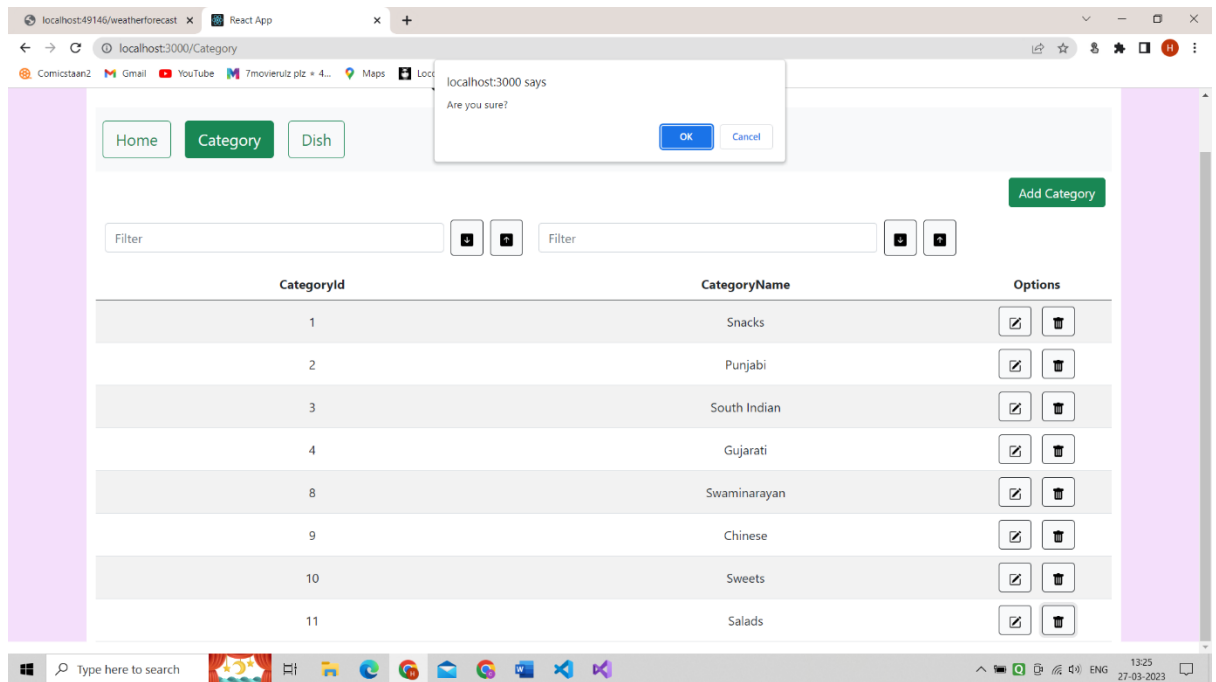 localhost:49146/weatherforecast
React App
localhost:3000/Category
Comicstaan2 Gmail YouTube 7movierulz plz = 4... Maps
localhost:3000 says
Are you sure?
OK Cancel
Home Category Dish
Add Category
Filter Filter
CategoryId CategoryName Options
1 Snacks
2 Punjabi
3 South Indian
4 Gujarati
8 Swaminarayan
9 Chinese
10 Sweets
11 Salads
Type here to search
ENG
13:25
27-03-2023